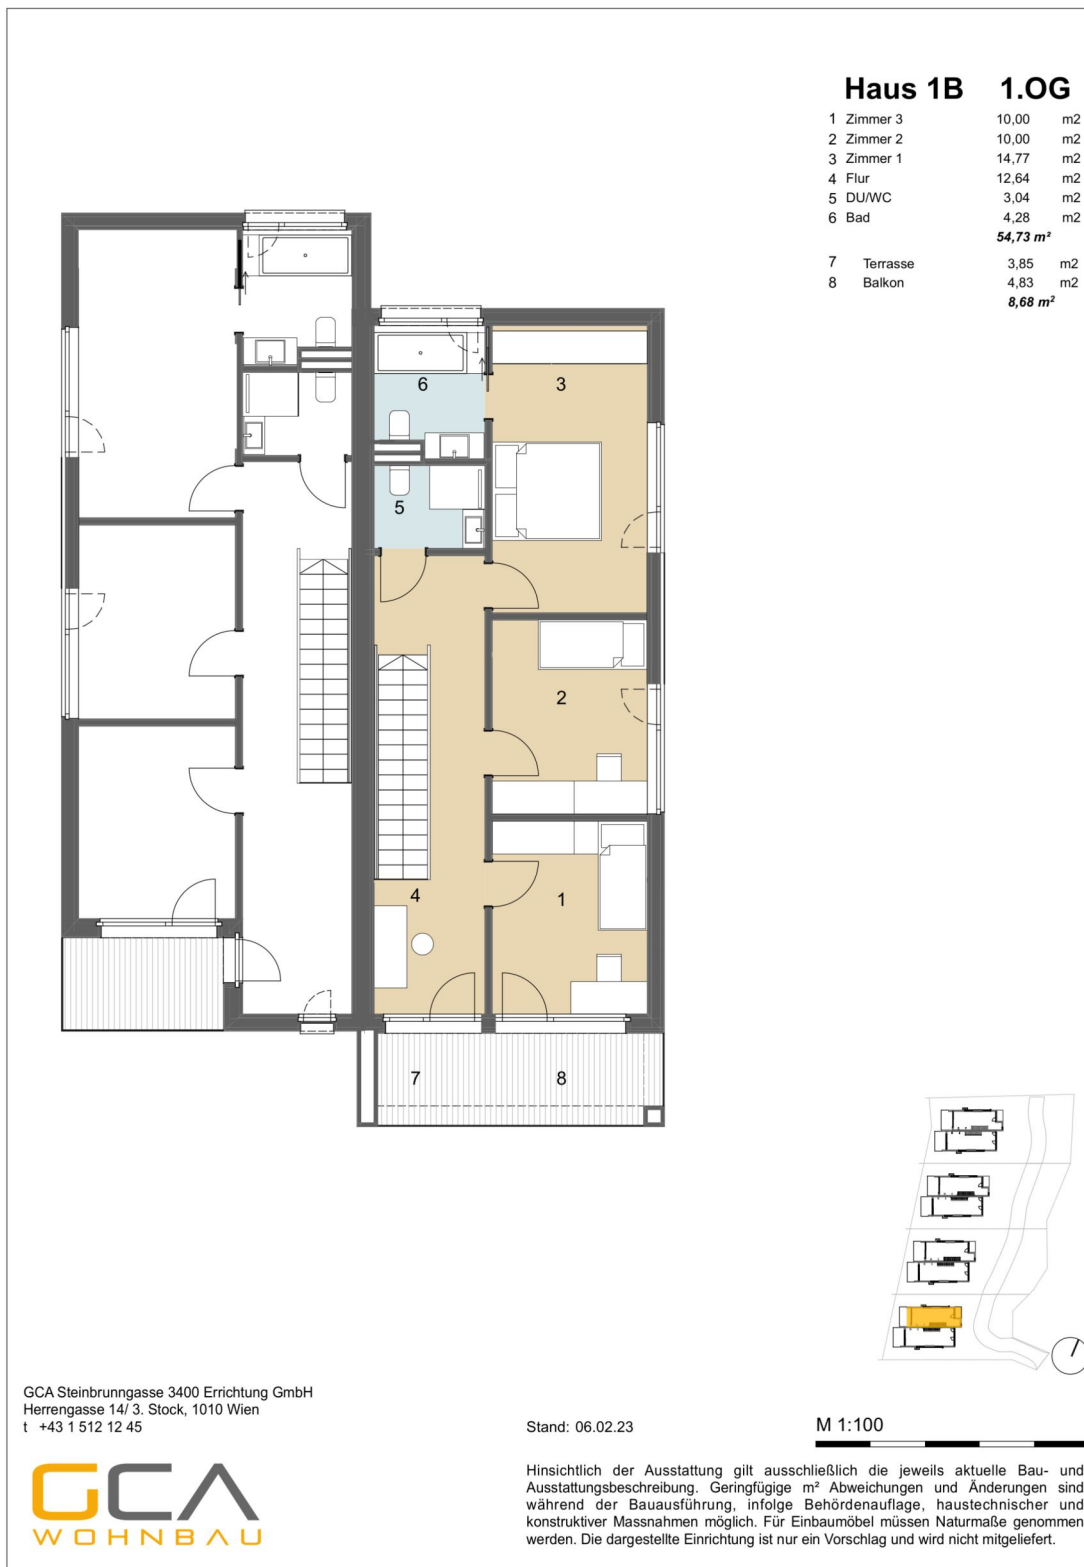 Haus 1B 1.OG
1 Zimmer 3 10,00 m2
2 Zimmer 2 10,00 m2
3 Zimmer 1 14,77 m2
4 Flur 12,64 m2
5 DU/WC 3,04 m2
6 Bad 4,28 m2
54,73 m²
7 Terrasse 3,85 m2
8 Balkon 4,83 m2
8,68 m²
6
3
5
2
4
1
7
8
GCA Steinbrunngasse 3400 Errichtung GmbH
Herrengasse 14/ 3. Stock, 1010 Wien
t +43 1 512 12 45
Stand: 06.02.23
M 1:100
GCA
WOHNBAU
Hinsichtlich der Ausstattung gilt ausschließlich die jeweils aktuelle Bau- und
Ausstattungsbeschreibung. Geringfügige m² Abweichungen und Änderungen sind
während der Bauausführung, infolge Behördenauflage, haustechnischer und
konstruktiver Massnahmen möglich. Für Einbaumöbel müssen Naturmaße genommen
werden. Die dargestellte Einrichtung ist nur ein Vorschlag und wird nicht mitgeliefert.